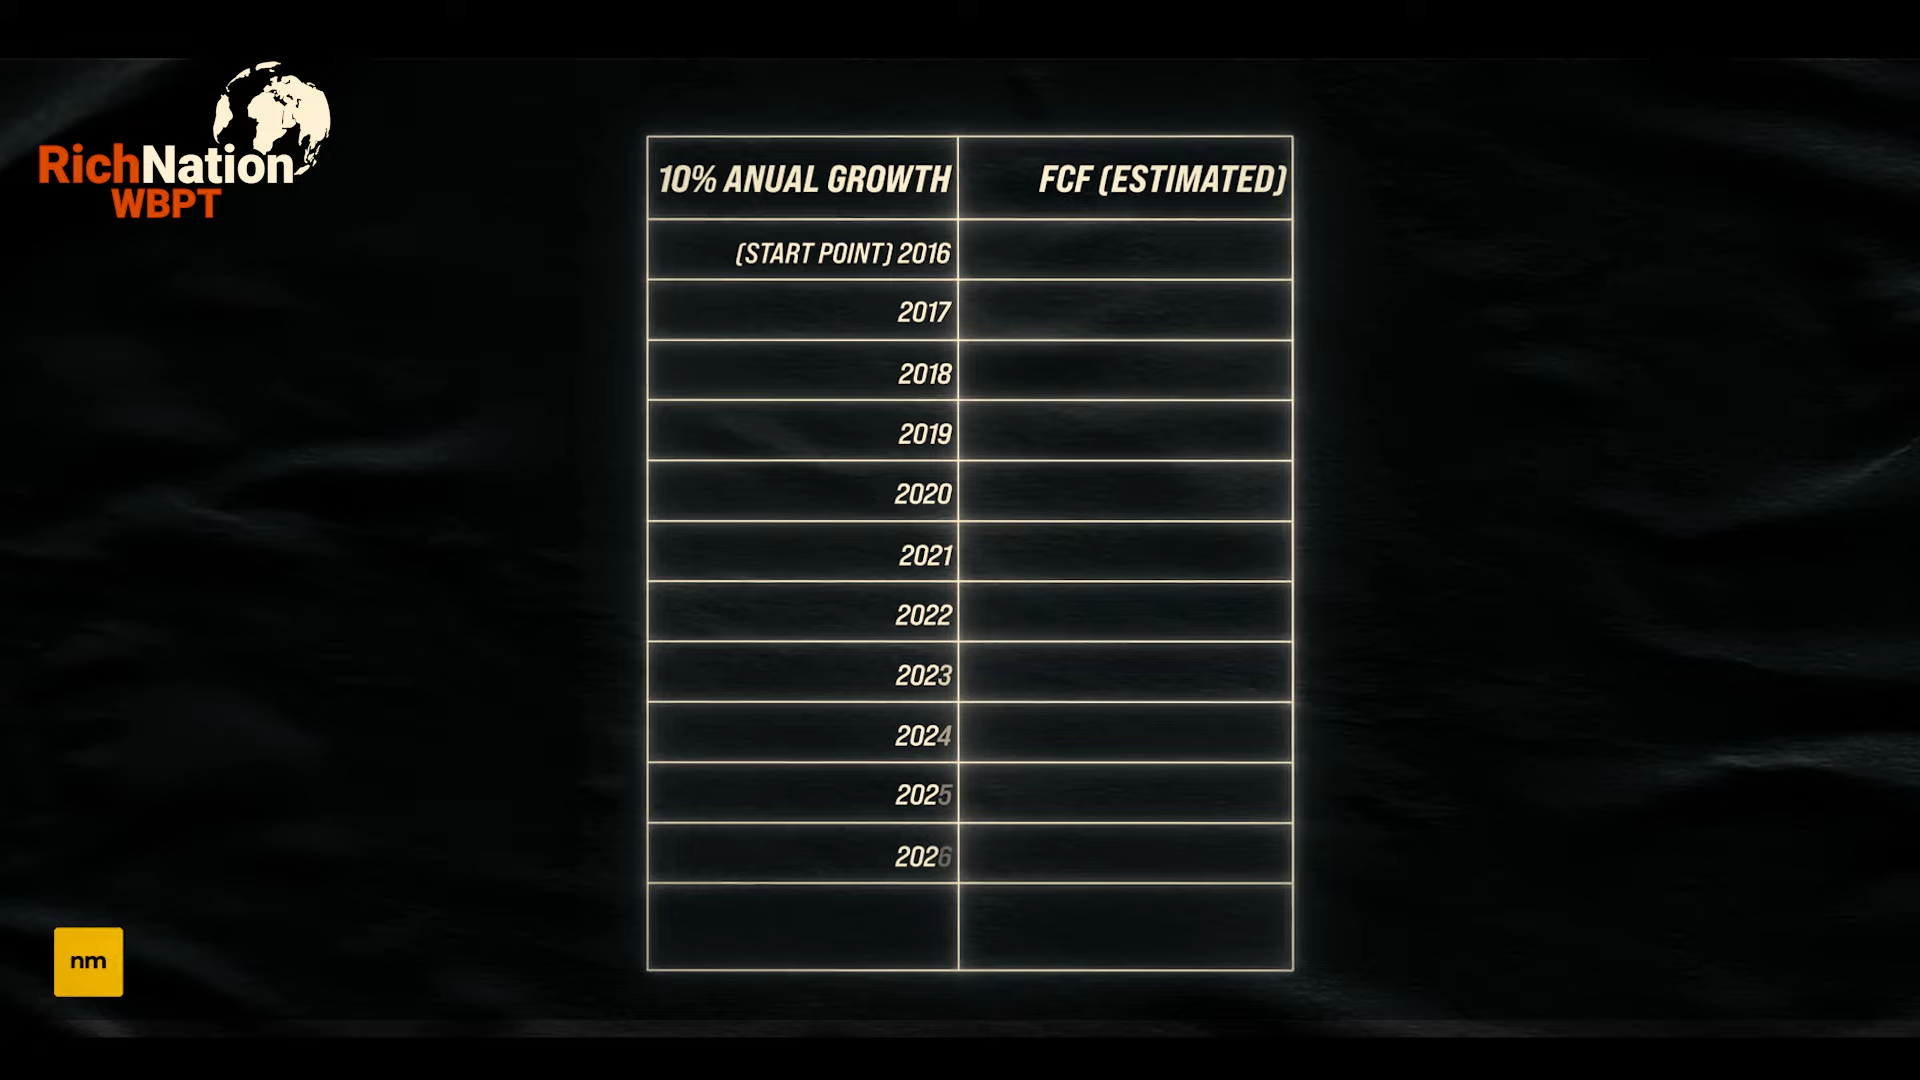 RichNation
WBPT
10% ANUAL GROWTH FCF (ESTIMATED)
(START POINT) 2016
2017
2018
2019
2020
2021
2022
2023
2024
2025
2026
nm